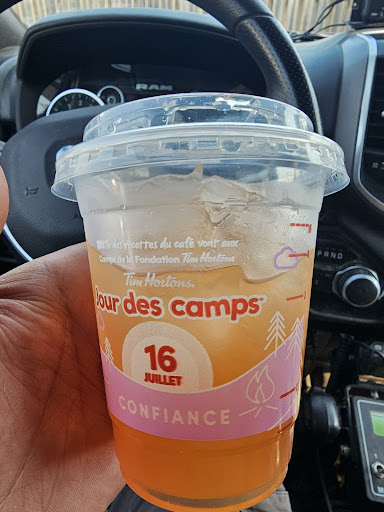 des recettes du café vont aux
Camps de la Fondation Tim Hortons
Tim Hortons.
Jour des camps
16
JUILLET
CONFIANCE
RAM